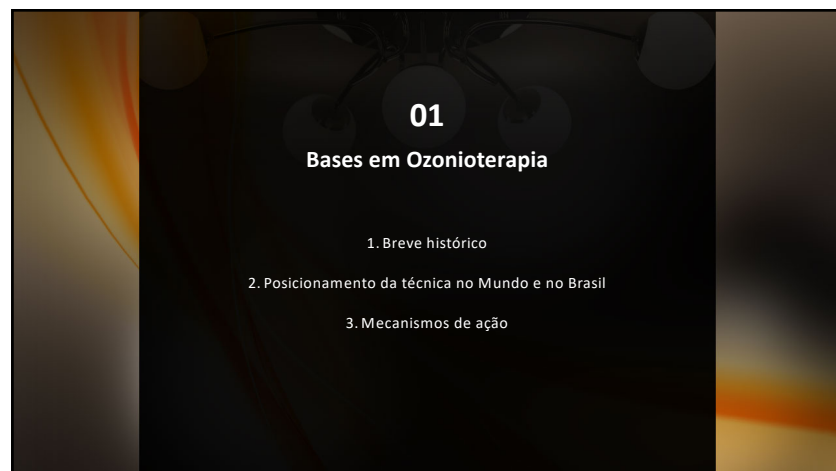 01
Bases em Ozonioterapia
1. Breve histórico
2. Posicionamento da técnica no Mundo e no Brasil
3. Mecanismos de ação